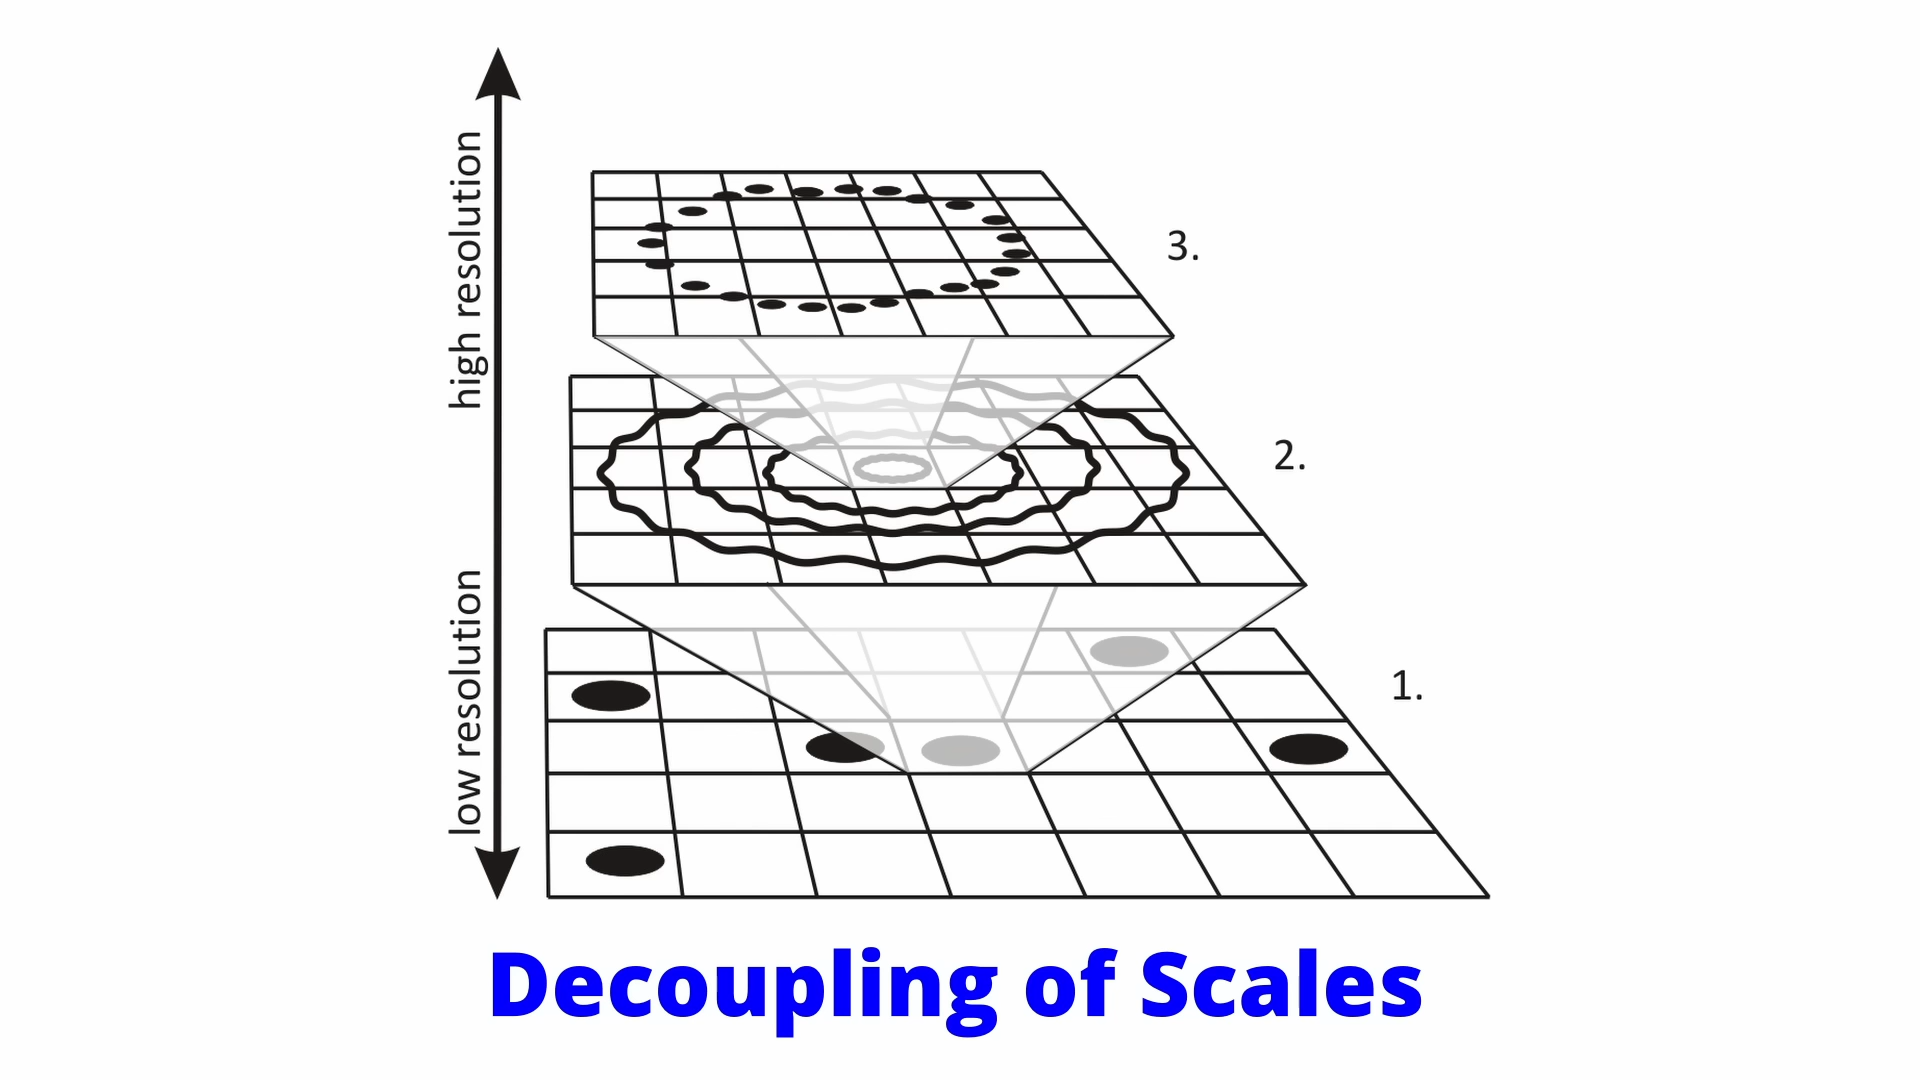 high resolution
low resolution
3.
2.
1.
Decoupling of Scales